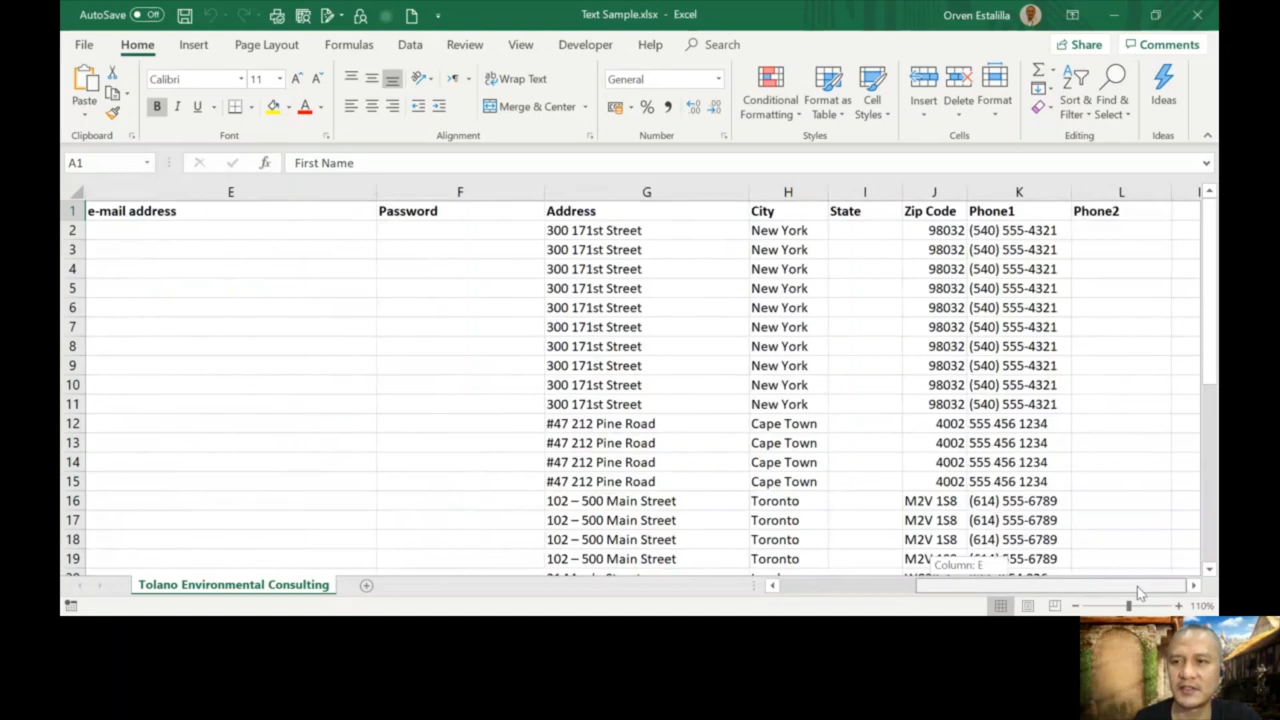 AutoSave Off Text Sample.xlsx - Excel Orven Estalilla
File Home Insert Page Layout Formulas Data Review View Developer Help Search Share Comments
Paste Calibri 11 Wrap Text General Conditional Formatting Format as Table Cell Styles Insert Delete Format Sort & Filter Find & Select Ideas
B I U A Merge & Center % 
Clipboard Font Alignment Number Styles Cells Editing Ideas
A1 fx First Name
E F G H I J K L
1 e-mail address Password Address City State Zip Code Phone1 Phone2
2 300 171st Street New York 98032 (540) 555-4321
3 300 171st Street New York 98032 (540) 555-4321
4 300 171st Street New York 98032 (540) 555-4321
5 300 171st Street New York 98032 (540) 555-4321
6 300 171st Street New York 98032 (540) 555-4321
7 300 171st Street New York 98032 (540) 555-4321
8 300 171st Street New York 98032 (540) 555-4321
9 300 171st Street New York 98032 (540) 555-4321
10 300 171st Street New York 98032 (540) 555-4321
11 300 171st Street New York 98032 (540) 555-4321
12 #47 212 Pine Road Cape Town 4002 555 456 1234
13 #47 212 Pine Road Cape Town 4002 555 456 1234
14 #47 212 Pine Road Cape Town 4002 555 456 1234
15 #47 212 Pine Road Cape Town 4002 555 456 1234
16 102 – 500 Main Street Toronto M2V 1S8 (614) 555-6789
17 102 – 500 Main Street Toronto M2V 1S8 (614) 555-6789
18 102 – 500 Main Street Toronto M2V 1S8 (614) 555-6789
19 102 – 500 Main Street Toronto
Column: E
Tolano Environmental Consulting
110%